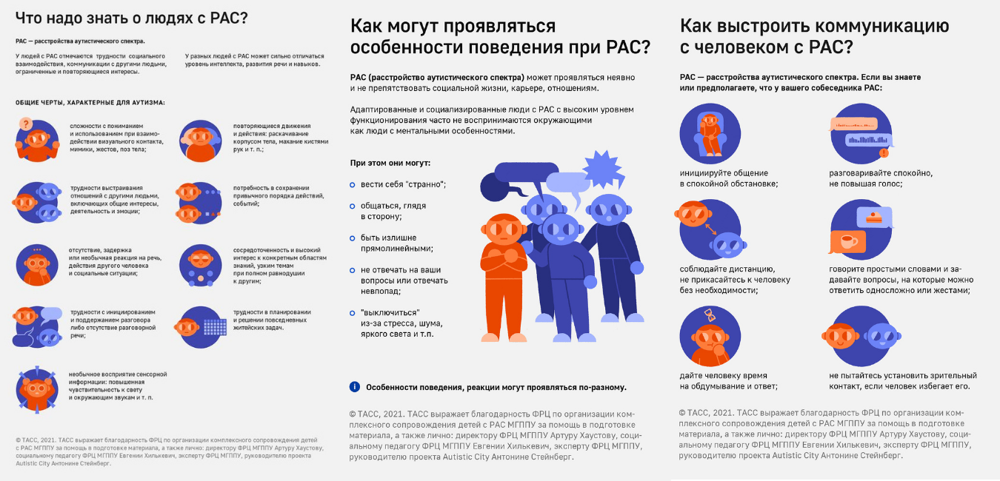 Что надо знать о людях с РАС?
РАС — расстройства аутистического спектра.
У людей с РАС отмечаются трудности социального
взаимодействия, коммуникации с другими людьми,
ограниченные и повторяющиеся интересы.
У разных людей с РАС может сильно отличаться
уровень интеллекта, развития речи и навыков.
ОБЩИЕ ЧЕРТЫ, ХАРАКТЕРНЫЕ ДЛЯ АУТИЗМА:
?
сложности с пониманием
и использованием при взаимо-
действии визуального контакта,
мимики, жестов, поз тела;
повторяющиеся движения
и действия: раскачивание
корпусом тела, махание кистями
рук и т. п.;
трудности выстраивания
отношений с другими людьми,
включающих общие интересы,
деятельность и эмоции;
потребность в сохранении
привычного порядка действий,
событий;
отсутствие, задержка
или необычная реакция на речь,
действия другого человека
и социальные ситуации;
сосредоточенность и высокий
интерес к конкретным областям
знаний, узким темам
при полном равнодушии
к другим;
трудности с инициированием
и поддержанием разговора
либо отсутствие разговорной
речи;
трудности в планировании
и решении повседневных
житейских задач.
необычное восприятие сенсорной
информации: повышенная
чувствительность к свету
и окружающим звукам и т. п.
© ТАСС, 2021. ТАСС выражает благодарность ФРЦ по организации комплексного сопровождения детей
с РАС МГППУ за помощь в подготовке материала, а также лично: директору ФРЦ МГППУ Артуру Хаустову,
социальному педагогу ФРЦ МГППУ Евгении Хилькевич, эксперту ФРЦ МГППУ, руководителю проекта
Autistic City Антонине Стейнберг.
Как могут проявляться
особенности поведения при РАС?
РАС (расстройство аутистического спектра) может проявляться неявно
и не препятствовать социальной жизни, карьере, отношениям.
Адаптированные и социализированные люди с РАС с высоким уровнем
функционирования часто не воспринимаются окружающими
как люди с ментальными особенностями.
При этом они могут:
вести себя "странно";
общаться, глядя
в сторону;
быть излишне
прямолинейными;
не отвечать на ваши
вопросы или отвечать
невпопад;
"выключиться"
из-за стресса, шума,
яркого света и т.п.
i Особенности поведения, реакции могут проявляться по-разному.
© ТАСС, 2021. ТАСС выражает благодарность ФРЦ по организации ком-
плексного сопровождения детей с РАС МГППУ за помощь в подготовке
материала, а также лично: директору ФРЦ МГППУ Артуру Хаустову, соци-
альному педагогу ФРЦ МГППУ Евгении Хилькевич, эксперту ФРЦ МГППУ,
руководителю проекта Autistic City Антонине Стейнберг.
Как выстроить коммуникацию
с человеком с РАС?
РАС — расстройства аутистического спектра. Если вы знаете
или предполагаете, что у вашего собеседника РАС:
!
инициируйте общение
в спокойной обстановке;
разговаривайте спокойно,
не повышая голос;
соблюдайте дистанцию,
не прикасайтесь к человеку
без необходимости;
говорите простыми словами и за-
давайте вопросы, на которые можно
ответить односложно или жестами;
дайте человеку время
на обдумывание и ответ;
не пытайтесь установить зрительный
контакт, если человек избегает его.
© ТАСС, 2021. ТАСС выражает благодарность ФРЦ по организации ком-
плексного сопровождения детей с РАС МГППУ за помощь в подготовке
материала, а также лично: директору ФРЦ МГППУ Артуру Хаустову, соци-
альному педагогу ФРЦ МГППУ Евгении Хилькевич, эксперту ФРЦ МГППУ,
руководителю проекта Autistic City Антонине Стейнберг.